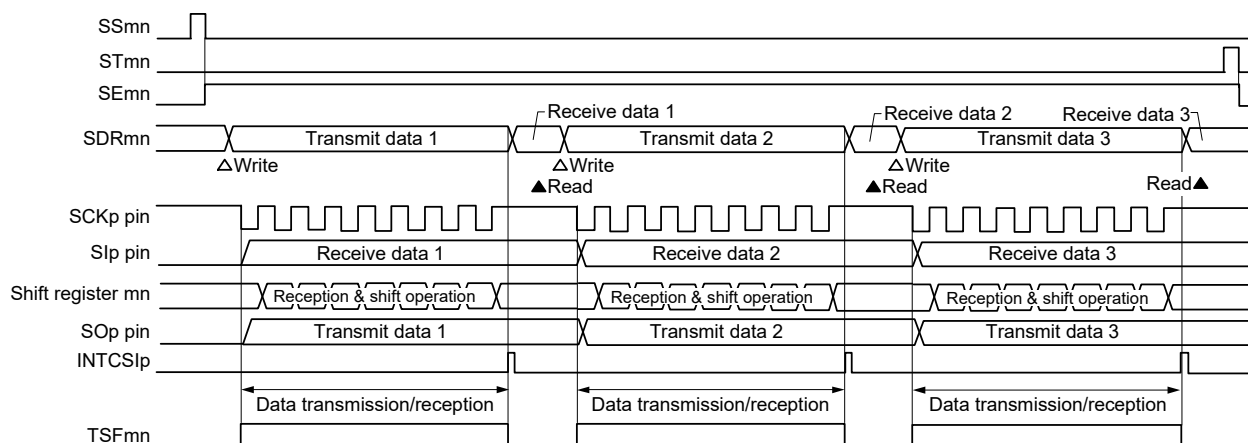 SSmn
STmn
SEmn
Receive data 1 Receive data 2 Receive data 3
SDRmn Transmit data 1 Transmit data 2 Transmit data 3
△Write △Write △Write
▲Read ▲Read Read▲
SCKp pin
SIp pin Receive data 1 Receive data 2 Receive data 3
Shift register mn Reception & shift operation Reception & shift operation Reception & shift operation
SOp pin Transmit data 1 Transmit data 2 Transmit data 3
INTCSIp
Data transmission/reception Data transmission/reception Data transmission/reception
TSFmn